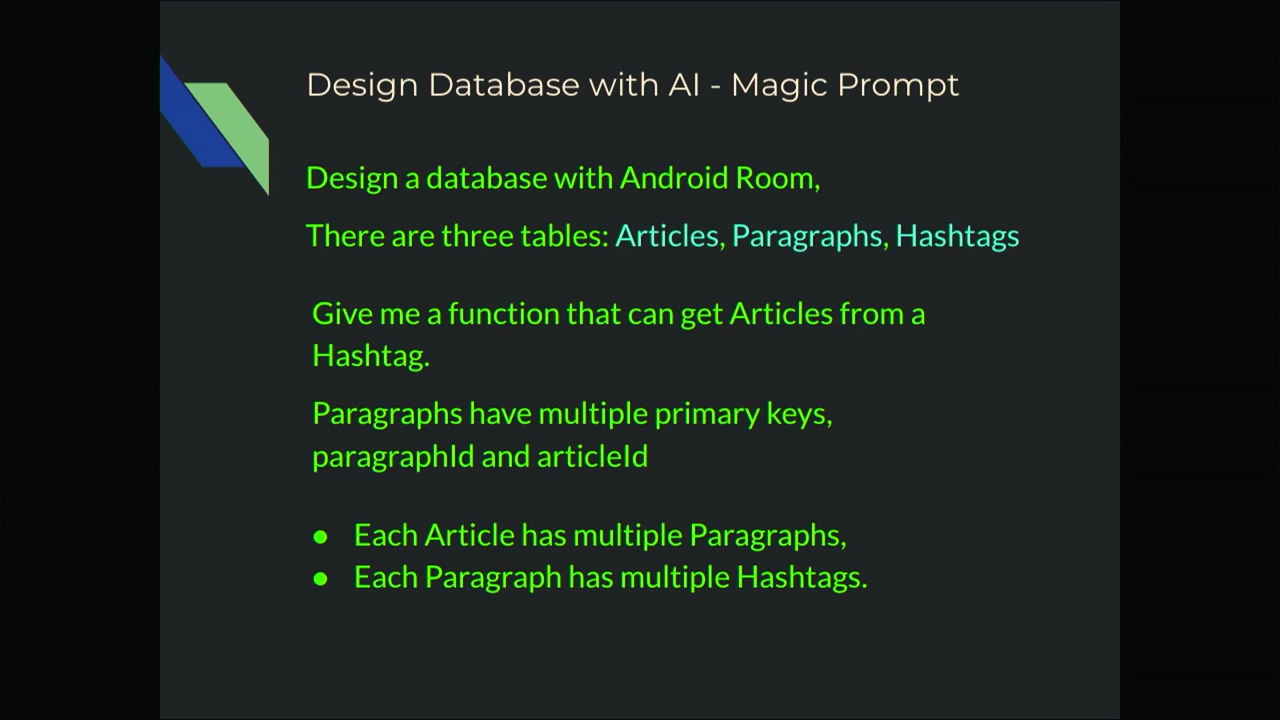 Design Database with AI - Magic Prompt
Design a database with Android Room,
There are three tables: Articles, Paragraphs, Hashtags
Give me a function that can get Articles from a
Hashtag.
Paragraphs have multiple primary keys,
paragraphId and articleId
● Each Article has multiple Paragraphs,
● Each Paragraph has multiple Hashtags.